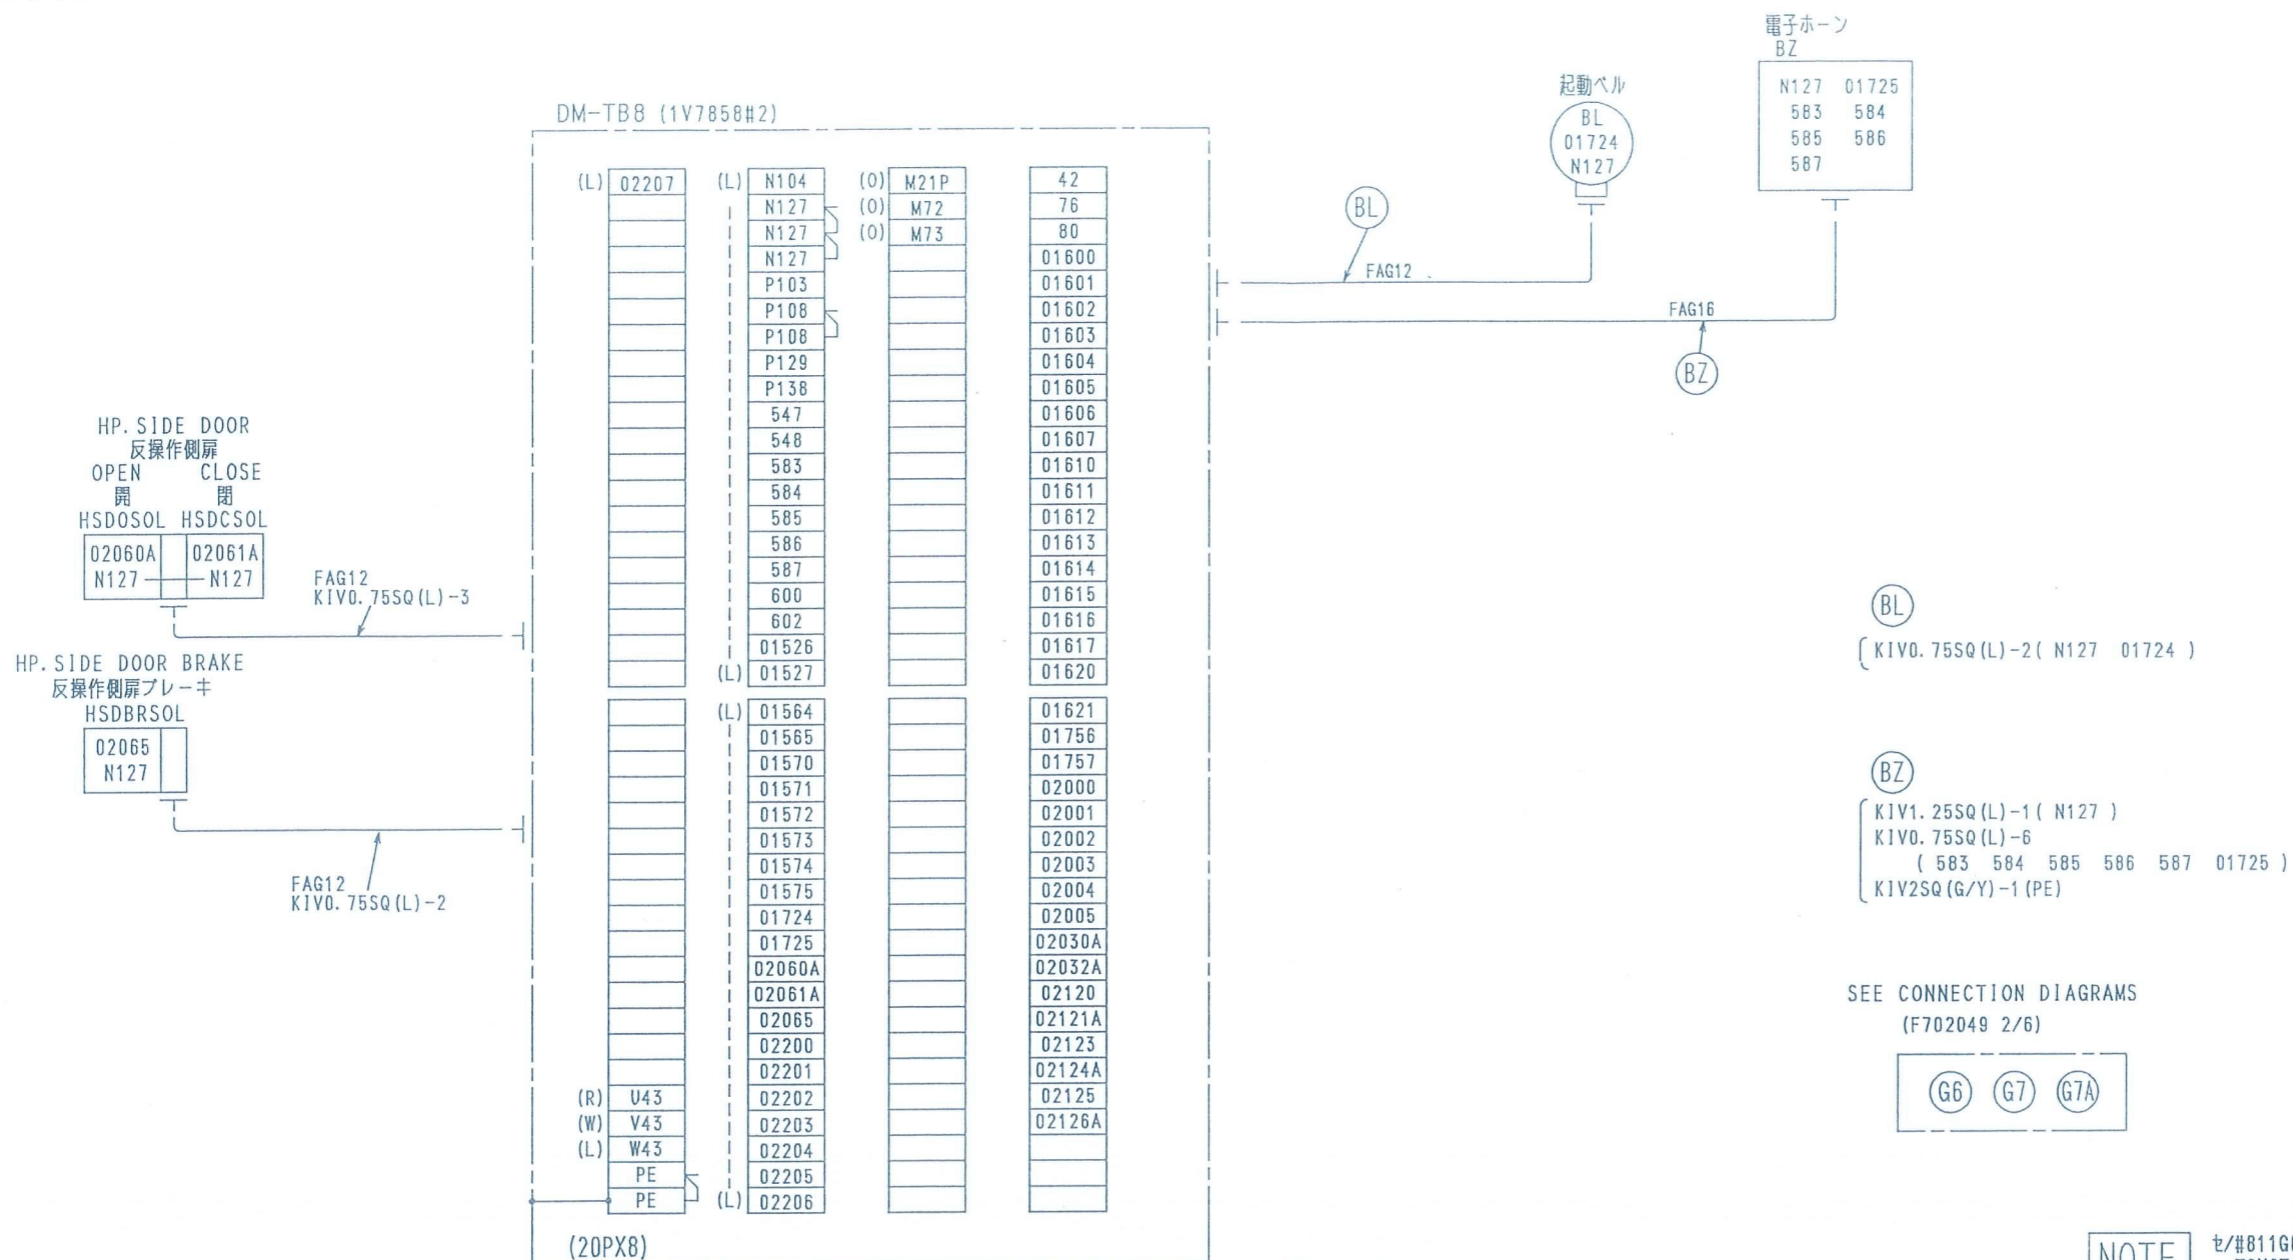 電子ホーン
BZ
N127 01725
583 584
585 586
587
起動ベル
BL
01724
N127
DM-TB8 (1V7858#2)
(L) 02207
(R) U43
(W) V43
(L) W43
PE
PE
(L) N104
N127
N127
N127
P103
P108
P108
P129
P138
547
548
583
584
585
586
587
600
602
01526
(L) 01527
(L) 01564
01565
01570
01571
01572
01573
01574
01575
01724
01725
02060A
02061A
02065
02200
02201
02202
02203
02204
02205
(L) 02206
(O) M21P
(O) M72
(O) M73
42
76
80
01600
01601
01602
01603
01604
01605
01606
01607
01610
01611
01612
01613
01614
01615
01616
01617
01620
01621
01756
01757
02000
02001
02002
02003
02004
02005
02030A
02032A
02120
02121A
02123
02124A
02125
02126A
(20PX8)
BL
FAG12
FAG16
BZ
HP.SIDE DOOR
反操作側扉
OPEN CLOSE
開 閉
HSDOSOL HSDCSOL
02060A 02061A
N127 N127
FAG12
KIV0.75SQ(L)-3
HP.SIDE DOOR BRAKE
反操作側扉ブレーキ
HSDBRSOL
02065
N127
FAG12
KIV0.75SQ(L)-2
BL
KIV0.75SQ(L)-2( N127 01724 )
BZ
KIV1.25SQ(L)-1( N127 )
KIV0.75SQ(L)-6
( 583 584 585 586 587 01725 )
KIV2SQ(G/Y)-1(PE)
SEE CONNECTION DIAGRAMS
(F702049 2/6)
G6 G7 G7A
NOTE